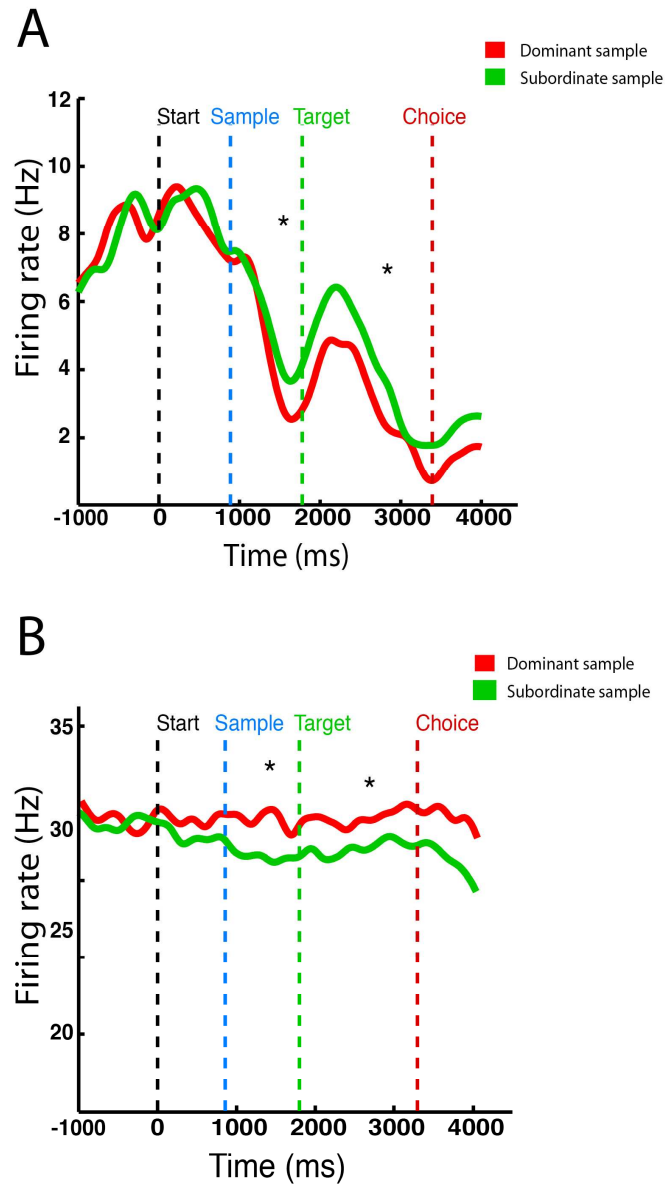 A
Dominant sample
Subordinate sample
12
Start Sample Target Choice
10
*
8
*
6
4
2
Firing rate (Hz)
-1000 0 1000 2000 3000 4000
Time (ms)
B
Dominant sample
Subordinate sample
35
Start Sample Target Choice
*
*
30
25
20
Firing rate (Hz)
-1000 0 1000 2000 3000 4000
Time (ms)